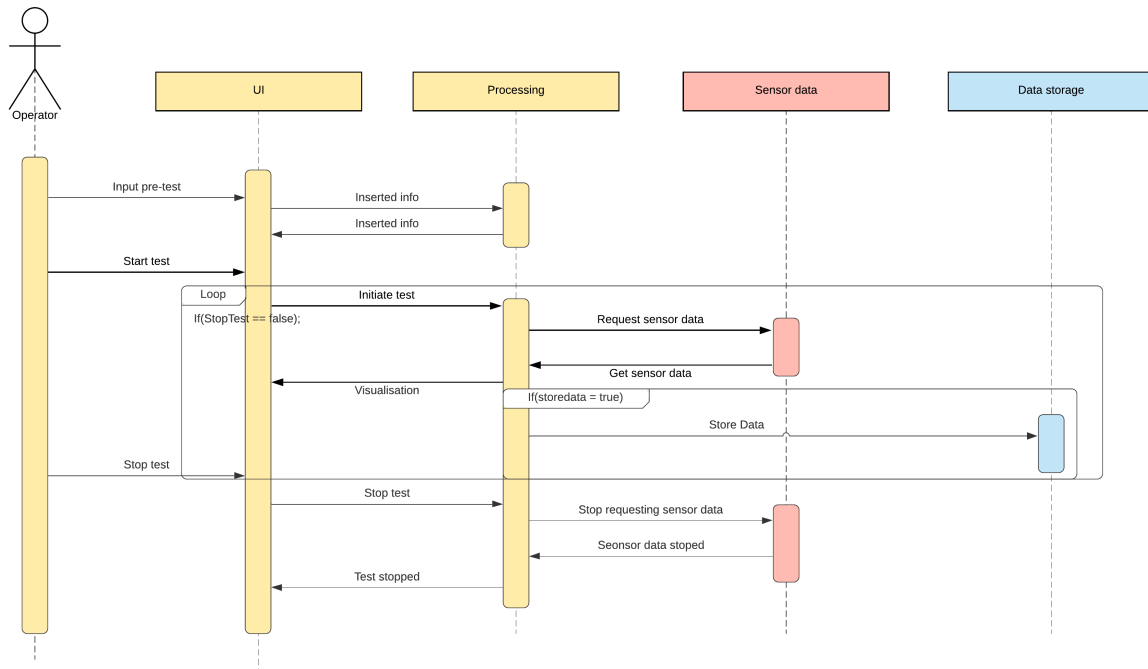 Operator
UI
Processing
Sensor data
Data storage
Input pre-test
Inserted info
Inserted info
Start test
Loop
Initiate test
If(StopTest == false);
Request sensor data
Get sensor data
Visualisation
If(storedata = true)
Store Data
Stop test
Stop test
Stop requesting sensor data
Seonsor data stoped
Test stopped